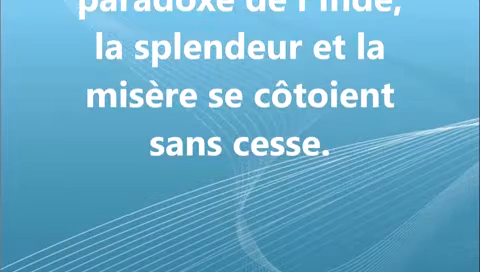 paradoxe de l'Inde,
la splendeur et la
misère se côtoient
sans cesse.